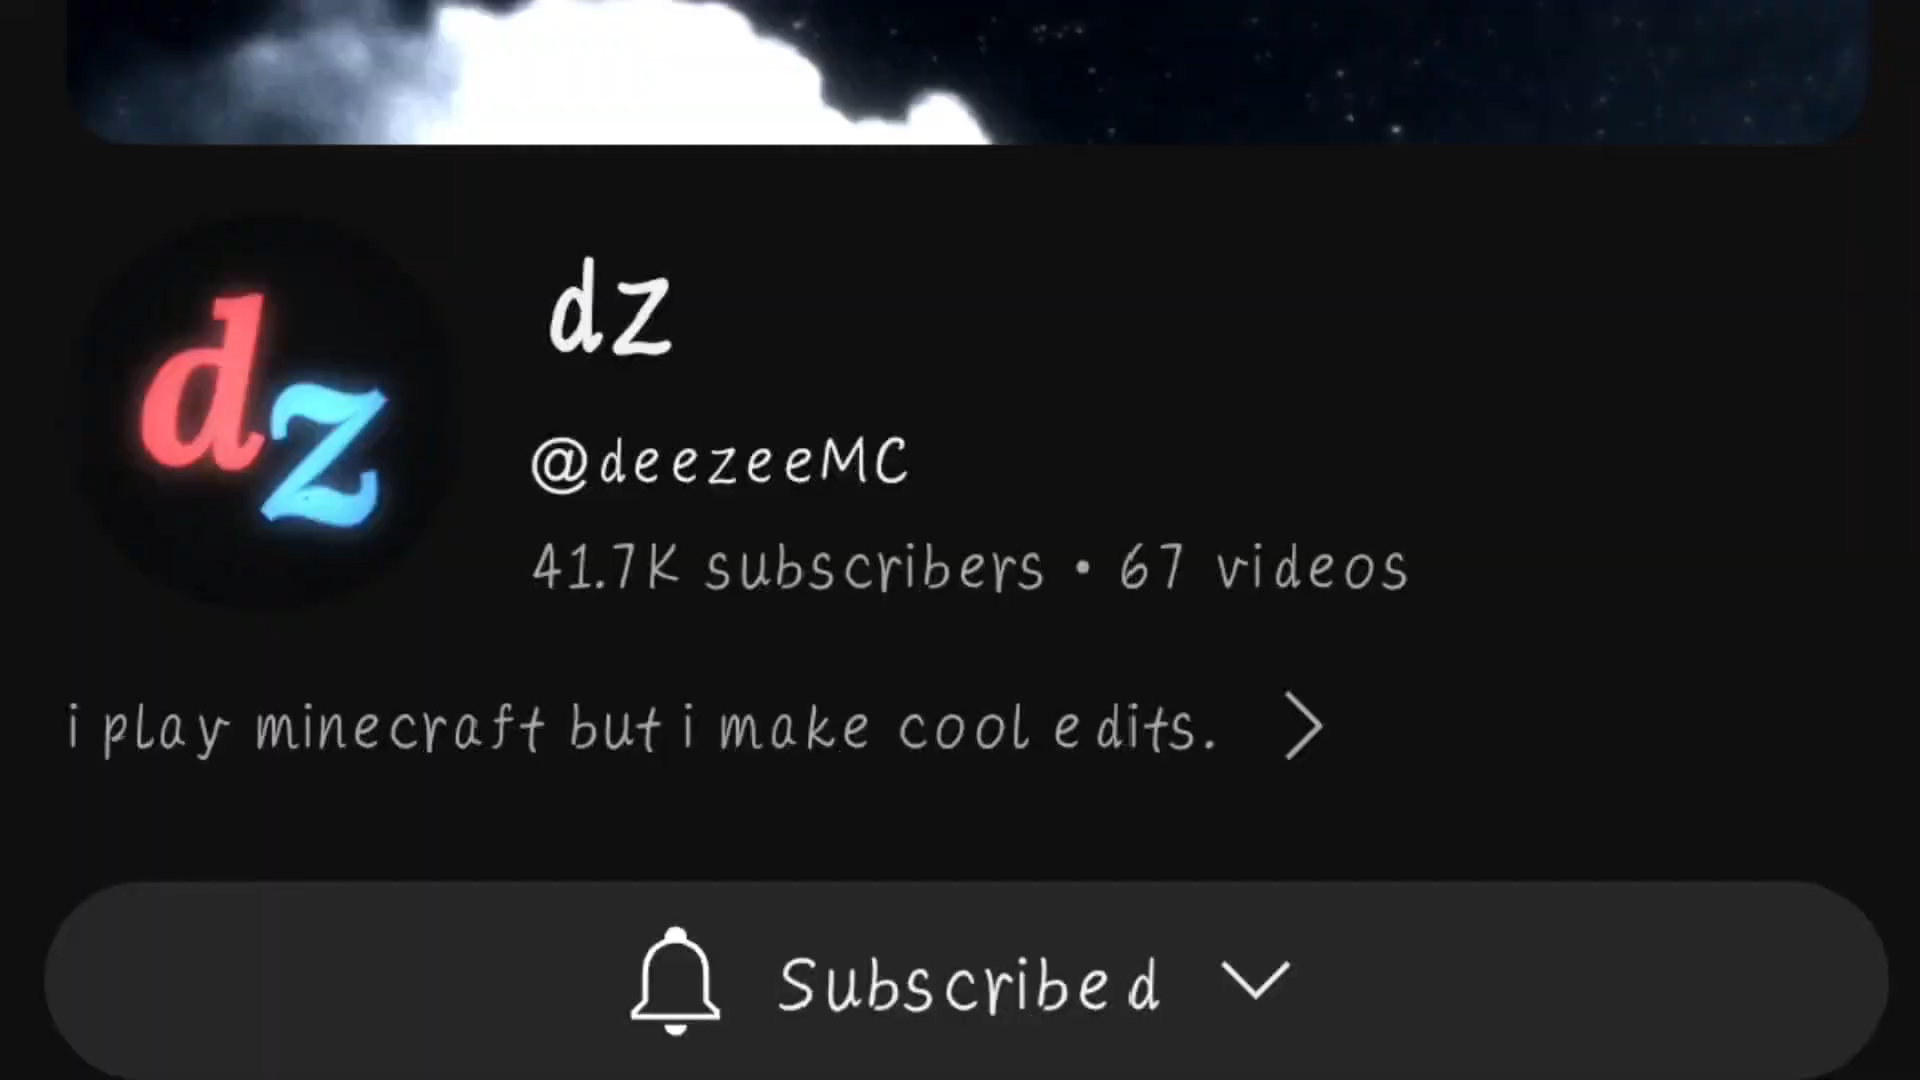 dz
dz
@deezeeMC
41.7K subscribers • 67 videos
i play minecraft but i make cool edits.
Subscribed